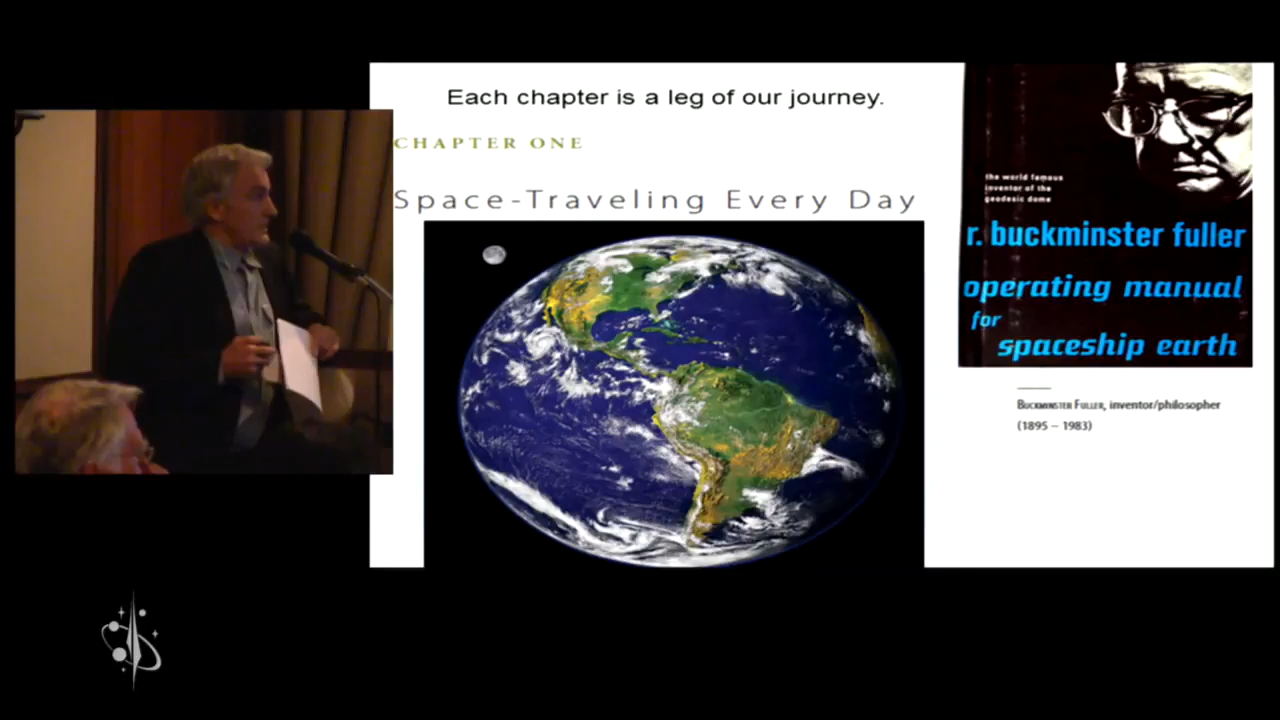 Each chapter is a leg of our journey.
CHAPTER ONE
Space-Traveling Every Day
the world famous
inventor of the
geodesic dome
r. buckminster fuller
operating manual
for
spaceship earth
Buckminster Fuller, inventor/philosopher
(1895 – 1983)